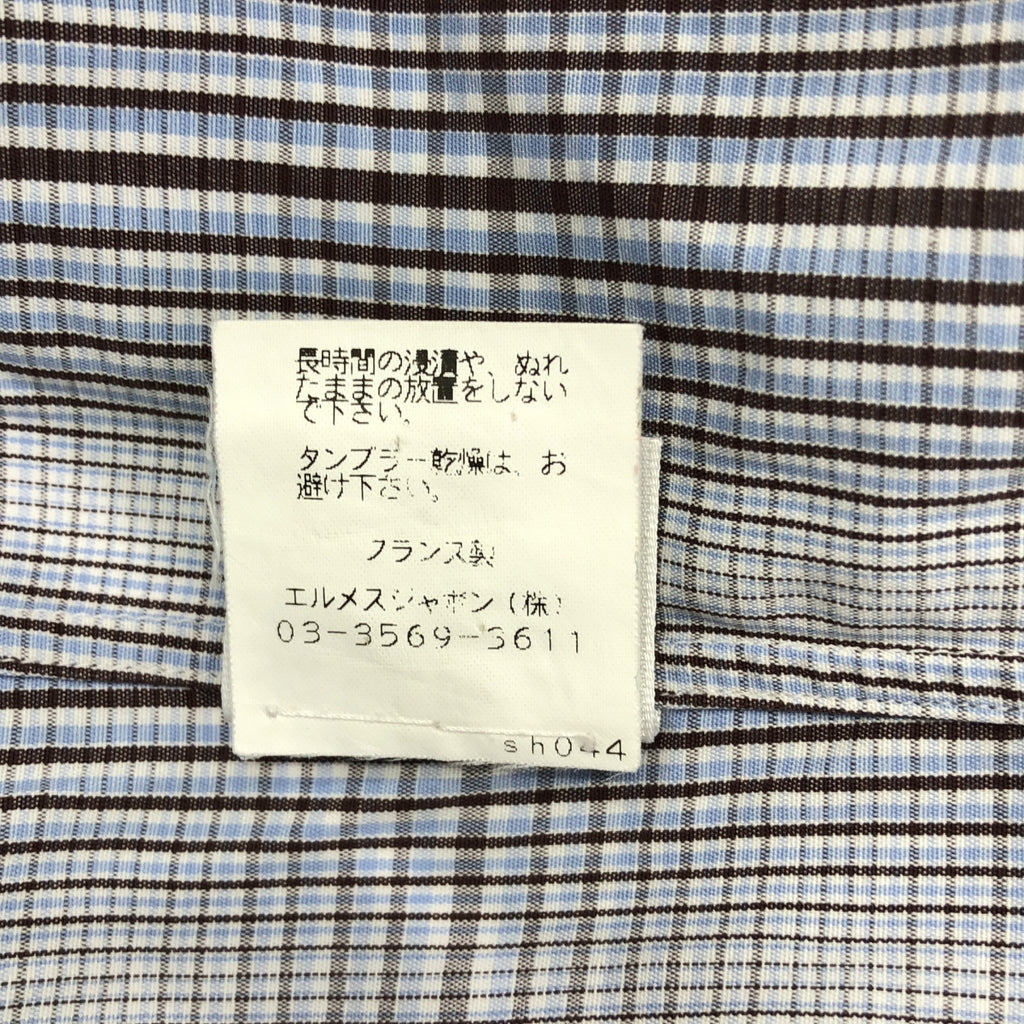 長時間の浸漬や、ぬれ
たままの放置をしない
で下さい。
タンブラー乾燥は、お
避け下さい。
フランス製
エルメスジャポン(株)
03-3569-3611
sh044